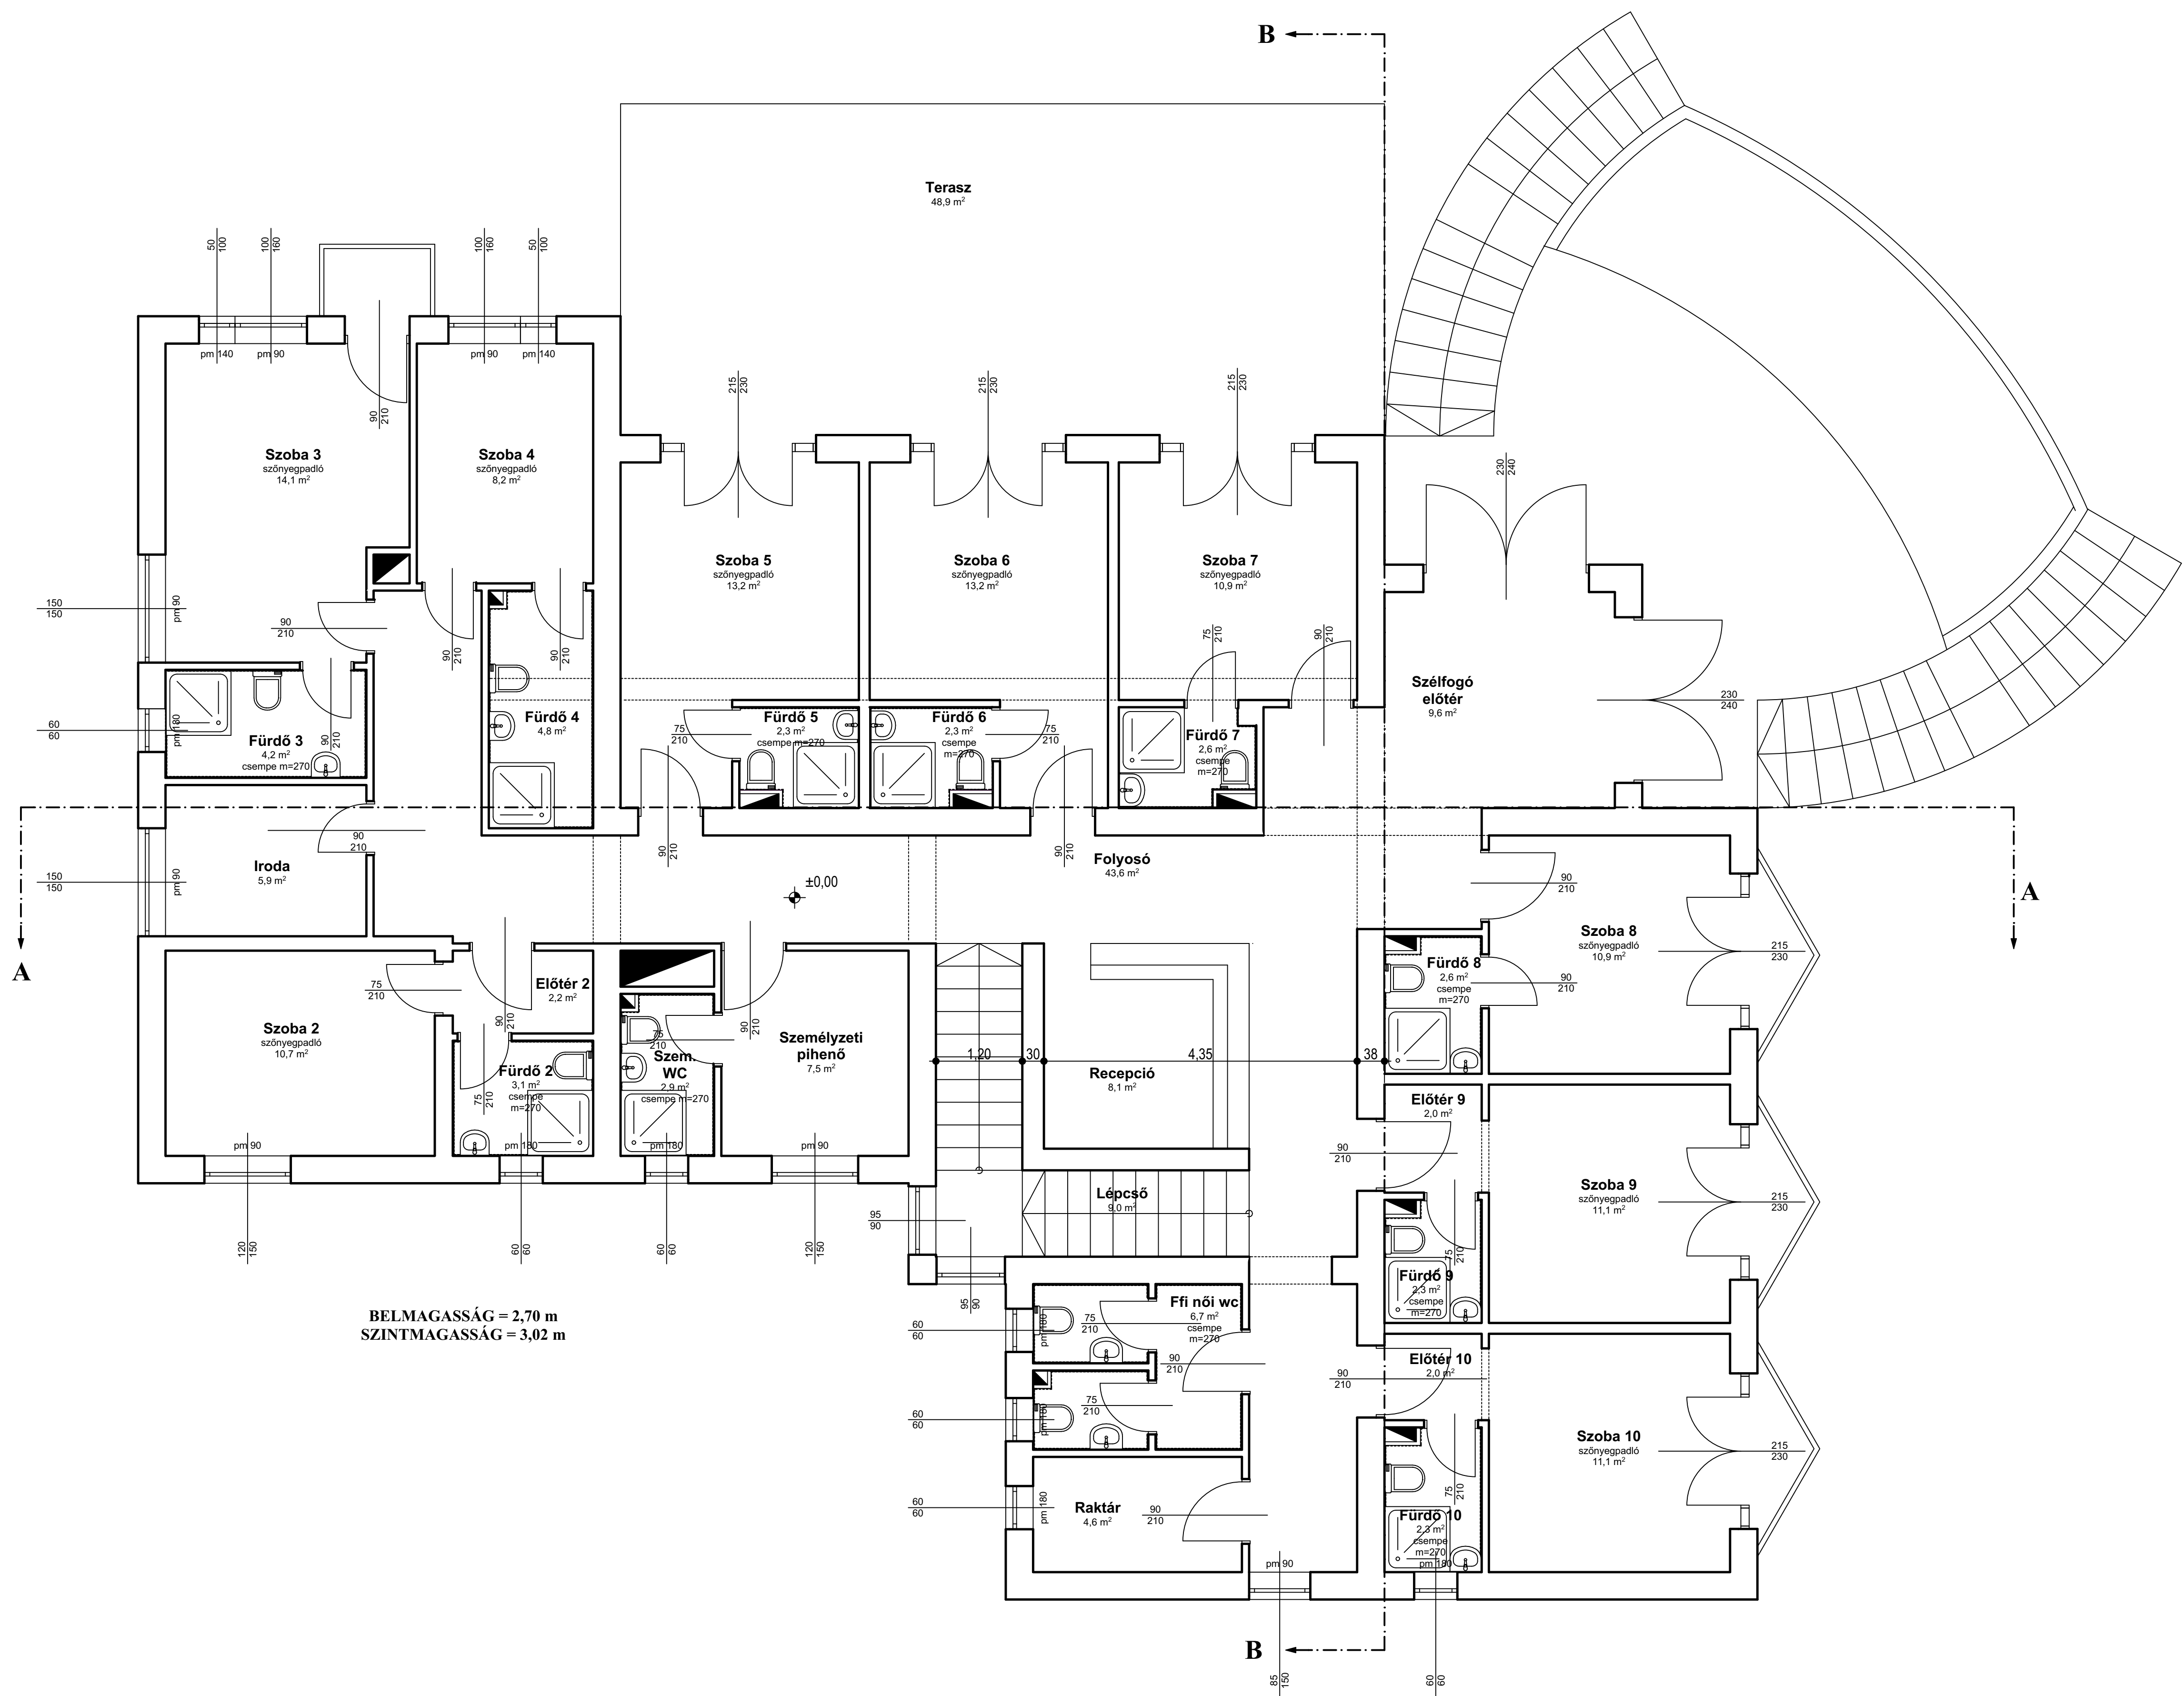 B
Terasz
48,9 m²
50
100
100
160
100
160
50
100
pm 140
pm 90
pm 90
pm 140
90
210
215
230
215
230
215
230
230
240
Szoba 3
szőnyegpadló
14,1 m²
Szoba 4
szőnyegpadló
8,2 m²
Szoba 5
szőnyegpadló
13,2 m²
Szoba 6
szőnyegpadló
13,2 m²
Szoba 7
szőnyegpadló
10,9 m²
150
150
pm 90
90
210
90
210
90
210
75
210
90
210
Szélfogó
előtér
9,6 m²
230
240
60
60
pm 180
Fürdő 3
4,2 m²
csempe m=270
90
210
Fürdő 4
4,8 m²
75
210
Fürdő 5
2,3 m²
csempe m=270
Fürdő 6
2,3 m²
csempe
m=270
75
210
Fürdő 7
2,6 m²
csempe
m=270
90
210
90
210
90
210
Iroda
5,9 m²
150
150
pm 90
±0,00
Folyosó
43,6 m²
90
210
A
A
Szoba 8
szőnyegpadló
10,9 m²
215
230
Fürdő 8
2,6 m²
csempe
m=270
90
210
75
210
Előtér 2
2,2 m²
90
210
Szoba 2
szőnyegpadló
10,7 m²
75
210
Szem.
WC
2,9 m²
csempe m=270
90
210
Személyzeti
pihenő
7,5 m²
1,20
30
4,35
38
Recepció
8,1 m²
Fürdő 2
3,1 m²
csempe
m=270
75
210
pm 90
pm 180
pm 180
pm 90
Előtér 9
2,0 m²
90
210
Szoba 9
szőnyegpadló
11,1 m²
215
230
Lépcső
9,0 m²
95
90
120
150
60
60
60
60
120
150
75
210
Fürdő 9
2,3 m²
csempe
m=270
95
90
BELMAGASSÁG = 2,70 m
SZINTMAGASSÁG = 3,02 m
Ffi női wc
6,7 m²
csempe
m=270
60
60
pm 180
75
210
90
210
Előtér 10
2,0 m²
90
210
60
60
pm 180
75
210
Szoba 10
szőnyegpadló
11,1 m²
215
230
75
210
Raktár
4,6 m²
60
60
pm 180
90
210
Fürdő 10
2,3 m²
csempe
m=270
pm 180
pm 90
B
85
150
60
60